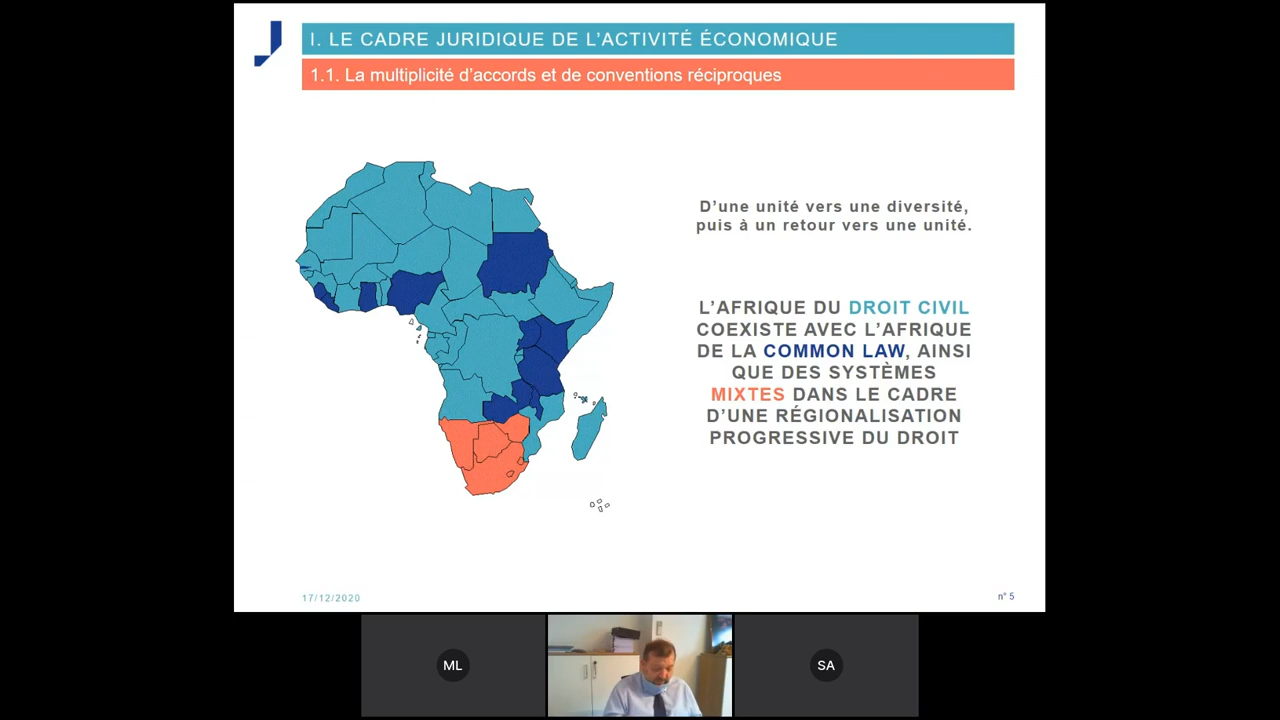 I. LE CADRE JURIDIQUE DE L'ACTIVITÉ ÉCONOMIQUE
1.1. La multiplicité d'accords et de conventions réciproques
D'une unité vers une diversité,
puis à un retour vers une unité.
L'AFRIQUE DU DROIT CIVIL
COEXISTE AVEC L'AFRIQUE
DE LA COMMON LAW, AINSI
QUE DES SYSTÈMES
MIXTES DANS LE CADRE
D'UNE RÉGIONALISATION
PROGRESSIVE DU DROIT
17/12/2020
n° 5
ML
SA